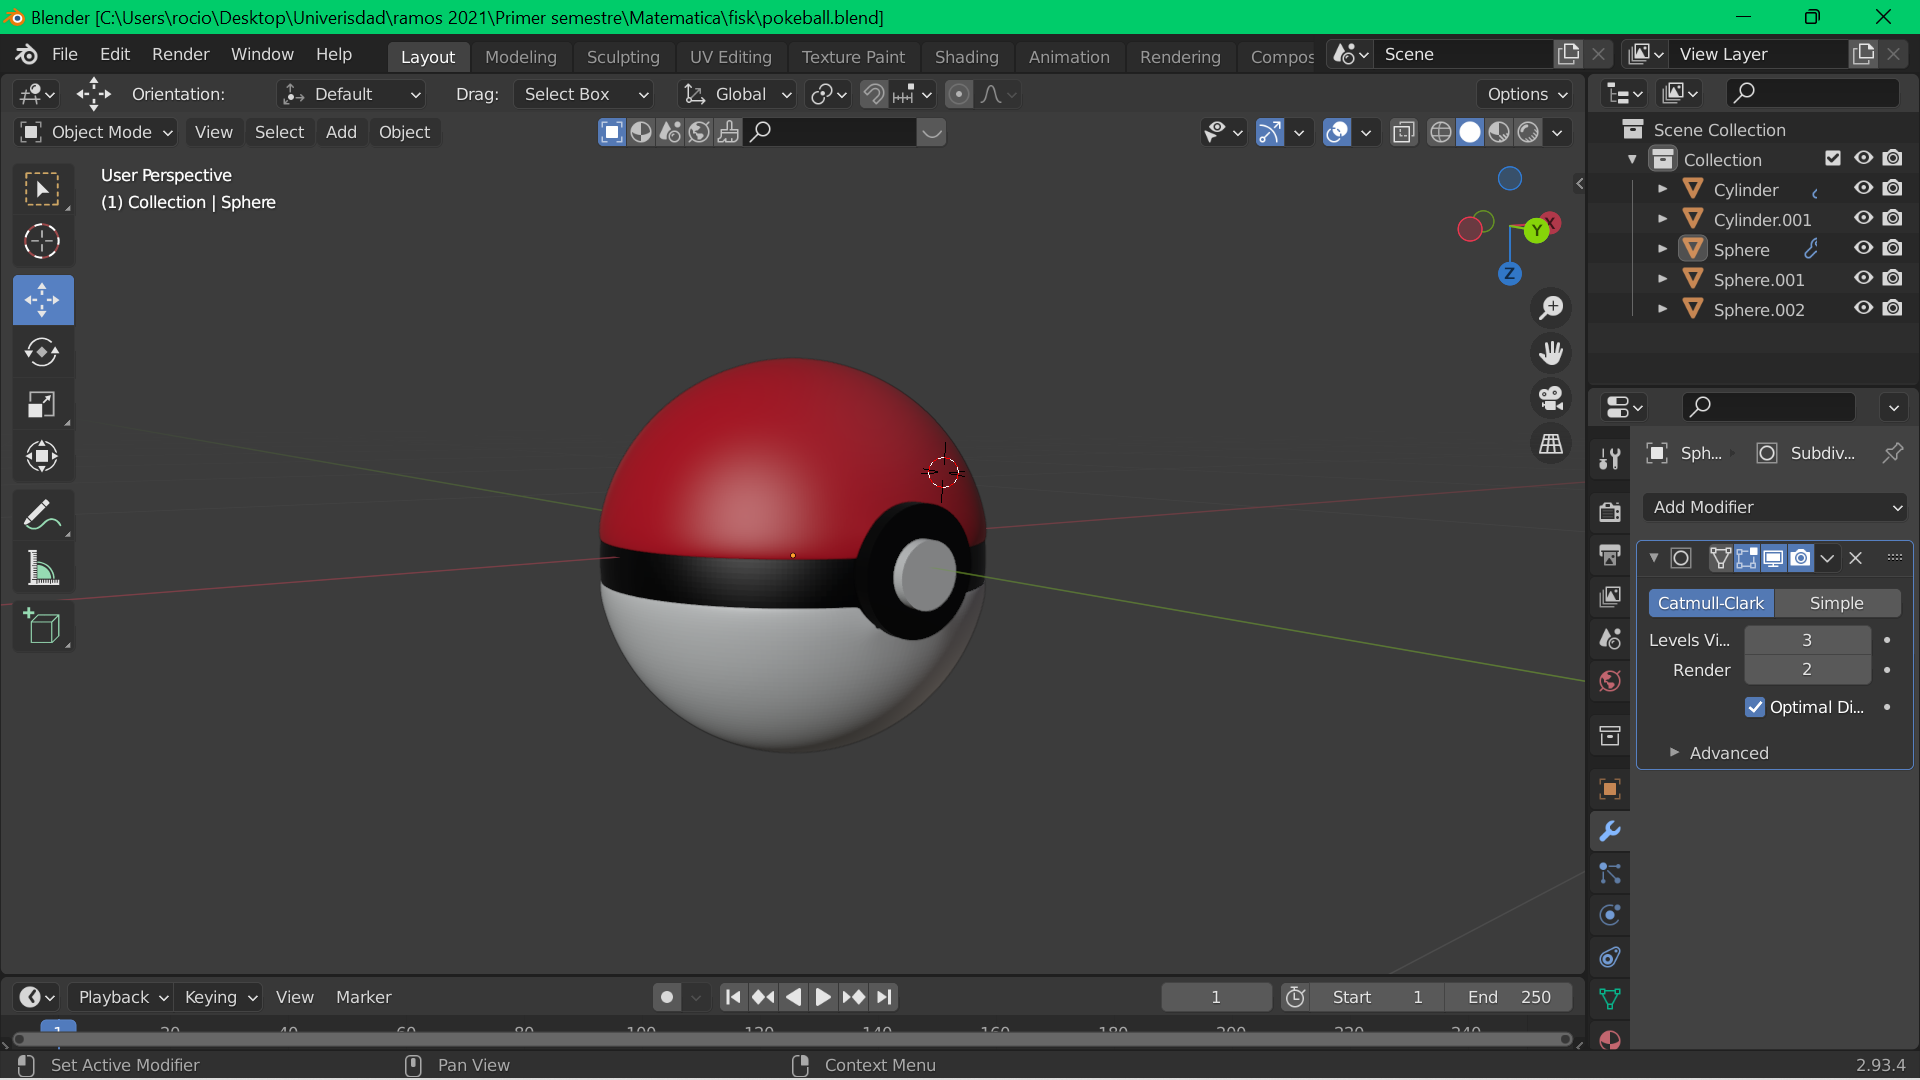 Blender [C:\Users\rocio\Desktop\Univerisdad\ramos 2021\Primer semestre\Matematica\fisk\pokeball.blend]
File Edit Render Window Help Layout Modeling Sculpting UV Editing Texture Paint Shading Animation Rendering Compos Scene View Layer
Orientation: Default Drag: Select Box Global Options
Object Mode View Select Add Object
Scene Collection
Collection
Cylinder
Cylinder.001
Sphere
Sphere.001
Sphere.002
User Perspective
(1) Collection | Sphere
X
Y
Z
Sph... Subdiv...
Add Modifier
Catmull-Clark Simple
Levels Vi... 3
Render 2
Optimal Di...
Advanced
Playback Keying View Marker 1 Start 1 End 250
1 20 40 60 80 100 120 140 160 180 200 220 240
Set Active Modifier Pan View Context Menu 2.93.4